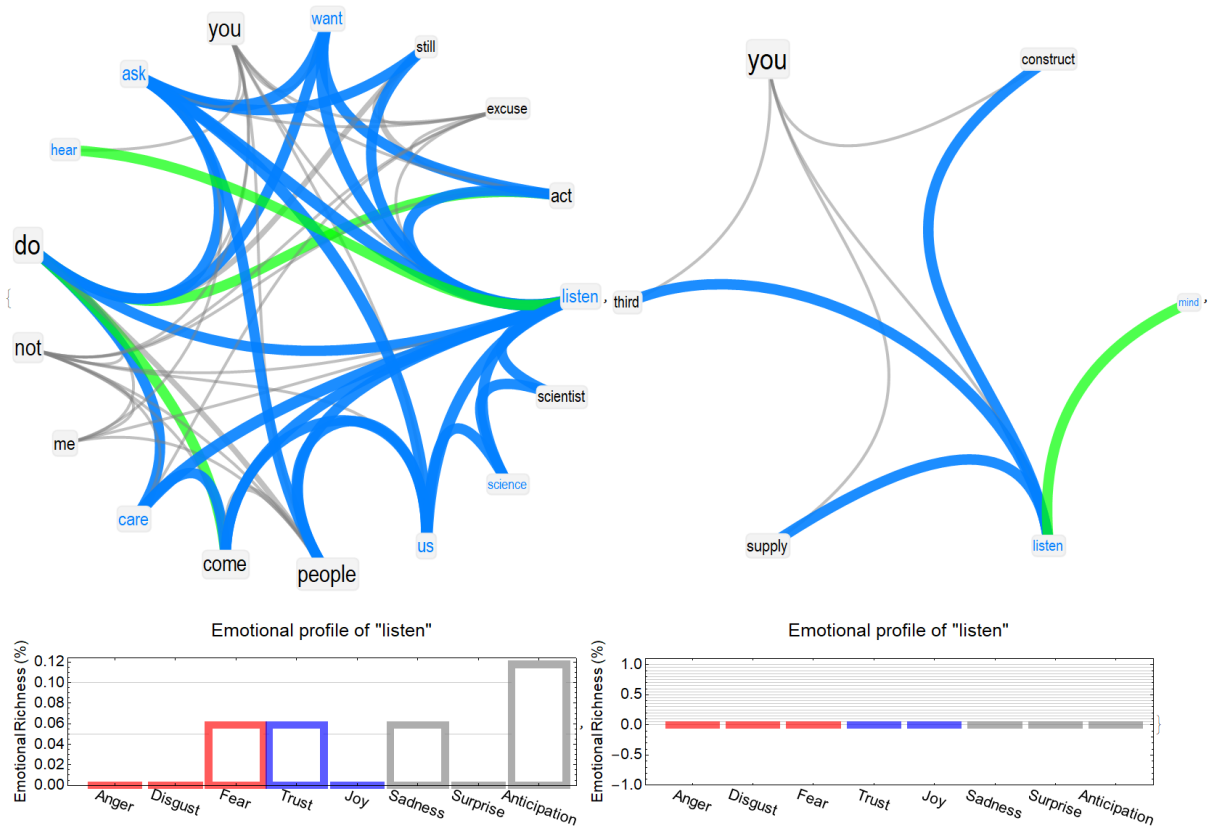 you
want
still
ask
excuse
hear
act
do
listen
{
,
not
scientist
me
science
care
us
come
people
you
construct
third
mind
,
supply
listen
Emotional profile of "listen"
Emotional Richness (%)
0.12
0.10
0.08
0.06
0.04
0.02
0.00
Anger Disgust Fear Trust Joy Sadness Surprise Anticipation
,
Emotional profile of "listen"
Emotional Richness (%)
1.0
0.5
0.0
-0.5
-1.0
Anger Disgust Fear Trust Joy Sadness Surprise Anticipation
}